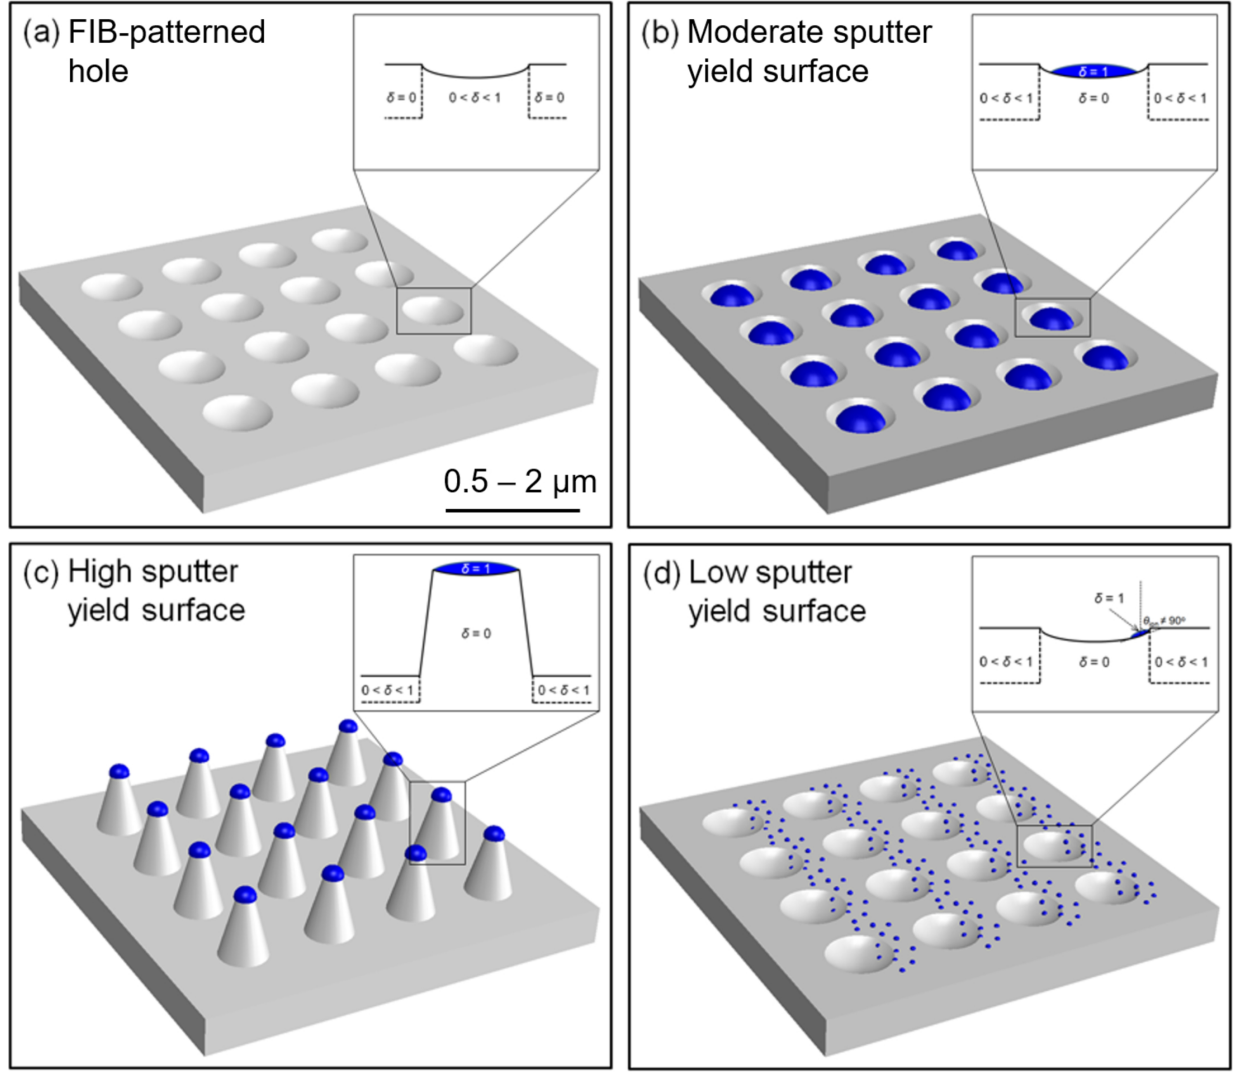 (a) FIB-patterned
hole
δ = 0
0 < δ < 1
δ = 0
0.5 – 2 μm
(b) Moderate sputter
yield surface
δ = 1
0 < δ < 1
δ = 0
0 < δ < 1
(c) High sputter
yield surface
δ = 1
δ = 0
0 < δ < 1
0 < δ < 1
(d) Low sputter
yield surface
δ = 1
≠ 90°
0 < δ < 1
δ = 0
0 < δ < 1